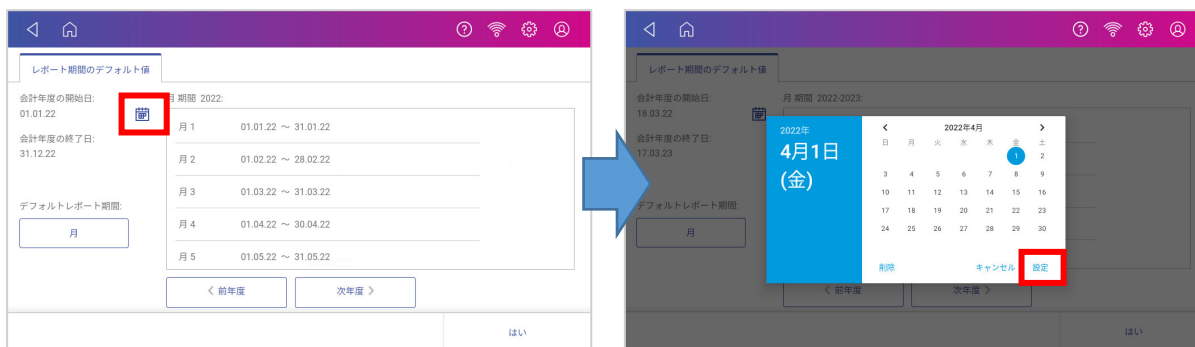 レポート期間のデフォルト値
会計年度の開始日:
01.01.22
会計年度の終了日:
31.12.22
デフォルトレポート期間:
月
月 期間 2022:
月 1 01.01.22 ～ 31.01.22
月 2 01.02.22 ～ 28.02.22
月 3 01.03.22 ～ 31.03.22
月 4 01.04.22 ～ 30.04.22
月 5 01.05.22 ～ 31.05.22
前年度 次年度
はい
レポート期間のデフォルト値
会計年度の開始日:
18.03.22
会計年度の終了日:
17.03.23
デフォルトレポート期間:
月
月 期間 2022-2023:
2022年
4月1日
(金)
2022年4月
日 月 火 水 木 金 土
1 2
3 4 5 6 7 8 9
10 11 12 13 14 15 16
17 18 19 20 21 22 23
24 25 26 27 28 29 30
削除 キャンセル 設定
前年度 次年度
はい